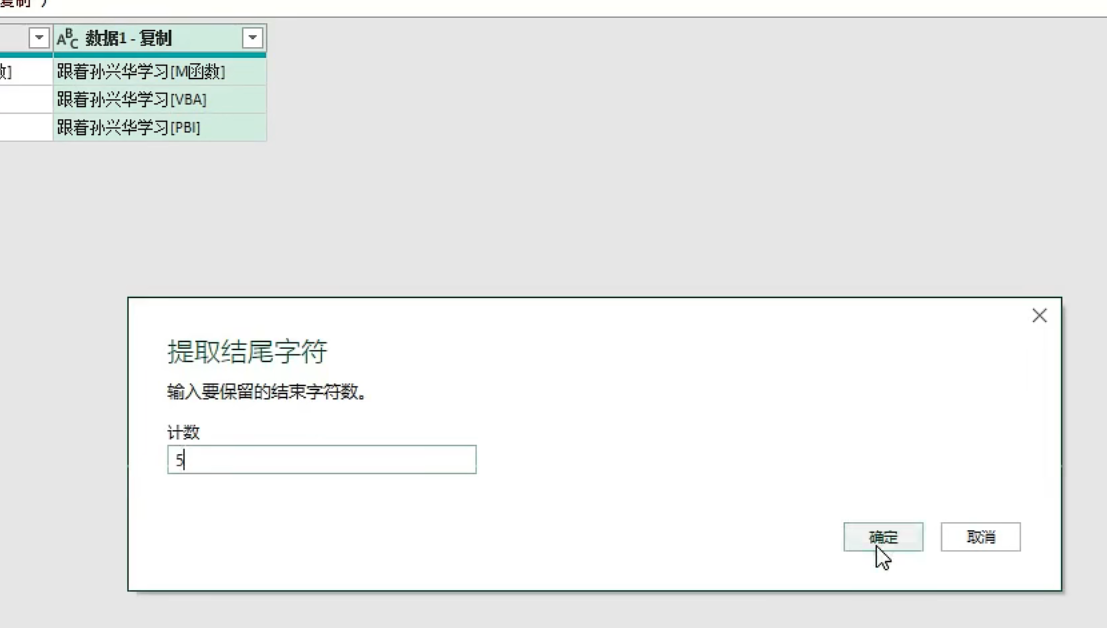 复制")
ABC 数据1 - 复制
数] 跟着孙兴华学习[M函数]
跟着孙兴华学习[VBA]
跟着孙兴华学习[PBI]
提取结尾字符
输入要保留的结束字符数。
计数
5
确定 取消